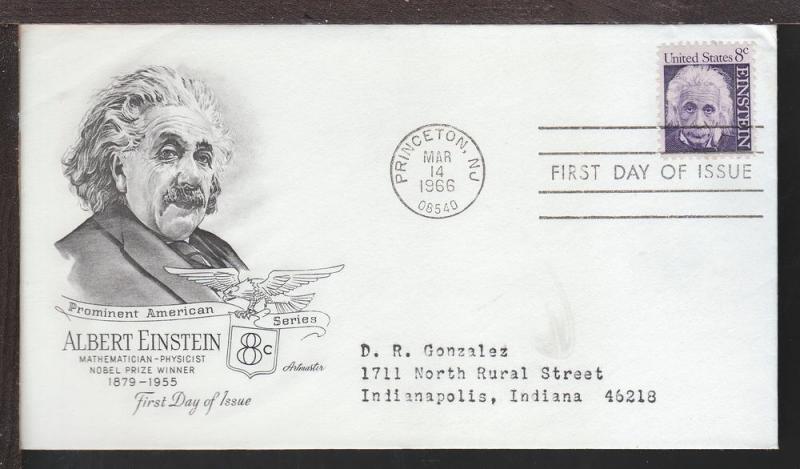 United States 8c
EINSTEIN
PRINCETON, NJ
MAR
14
1966
08540
FIRST DAY OF ISSUE
Prominent American
Series
ALBERT EINSTEIN
MATHEMATICIAN-PHYSICIST
NOBEL PRIZE WINNER
1879-1955
First Day of Issue
8c
Artmaster
D. R. Gonzalez
1711 North Rural Street
Indianapolis, Indiana 46218